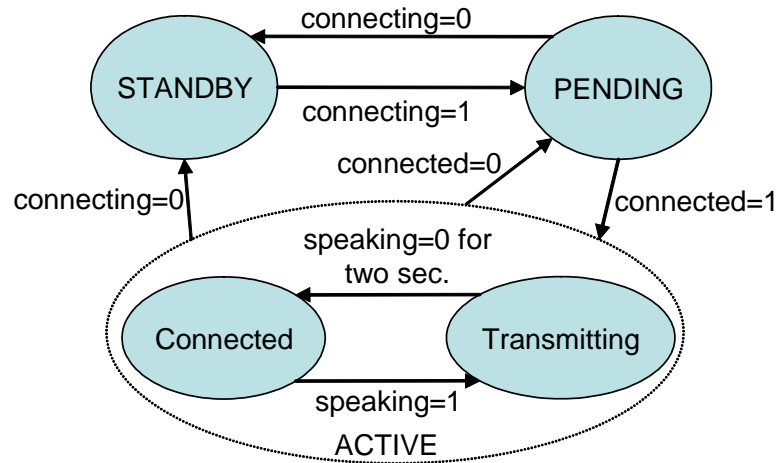 connecting=0
STANDBY
PENDING
connecting=1
connected=0
connecting=0
connected=1
speaking=0 for
two sec.
Connected
Transmitting
speaking=1
ACTIVE